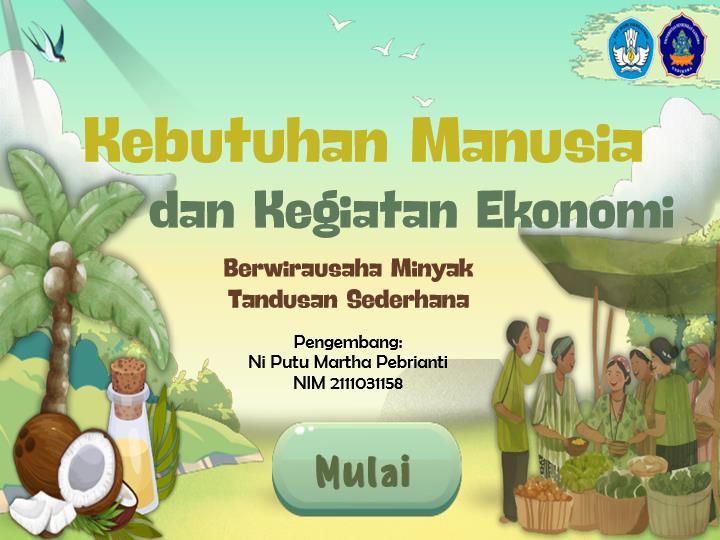 Kebutuhan Manusia
dan Kegiatan Ekonomi
Berwirausaha Minyak
Tandusan Sederhana
Pengembang:
Ni Putu Martha Pebrianti
NIM 2111031158
Mulai